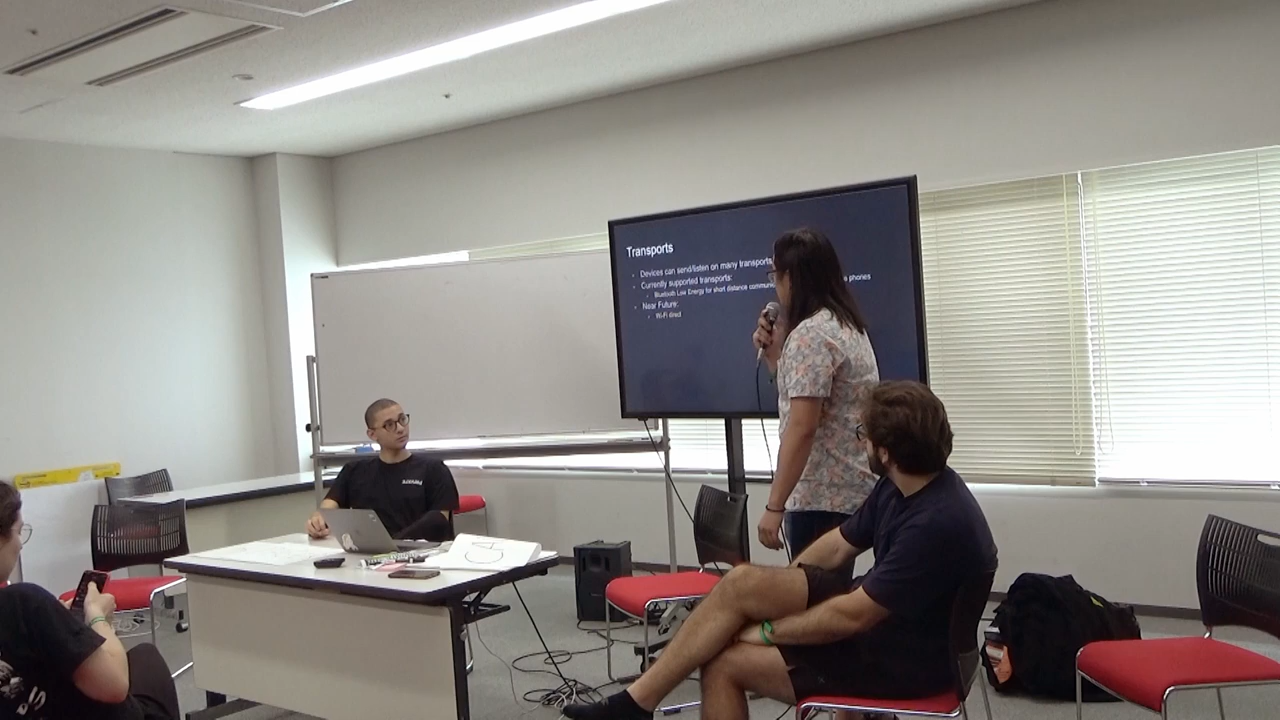 Transports
Devices can send/listen on many transports
Currently supported transports:
Bluetooth Low Energy for short distance phones
Near Future:
Wi-Fi direct